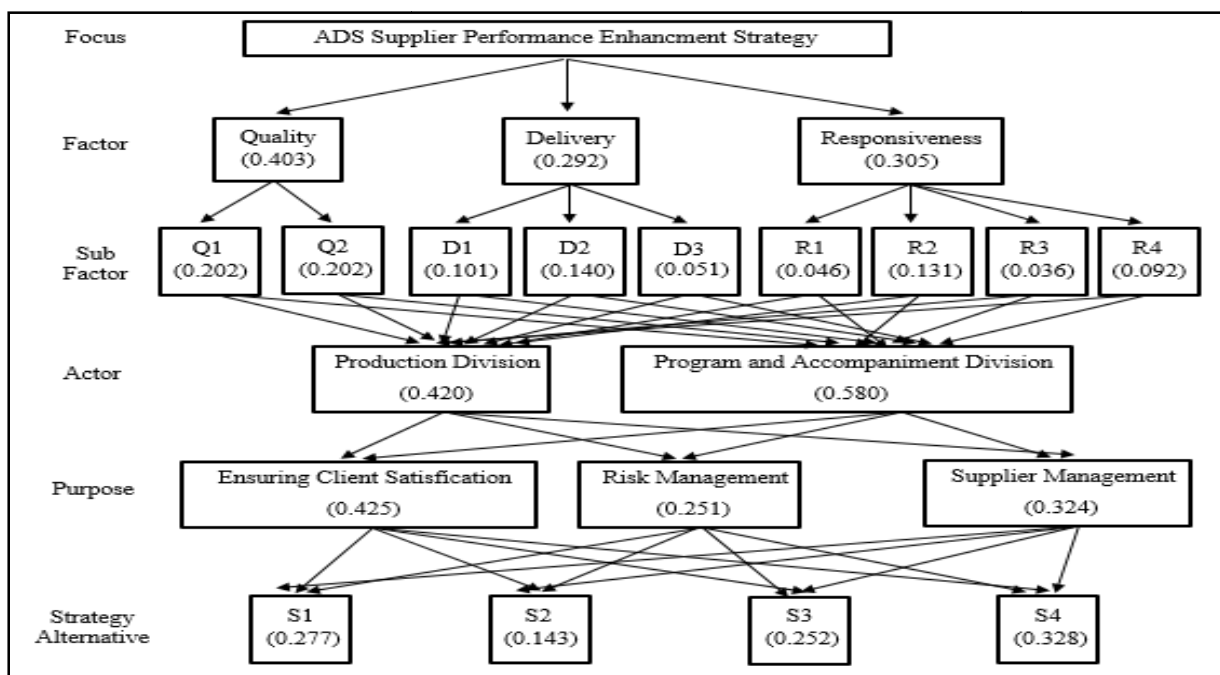 Focus
ADS Supplier Performance Enhancment Strategy
Factor
Quality
(0.403)
Delivery
(0.292)
Responsiveness
(0.305)
Sub
Factor
Q1
(0.202)
Q2
(0.202)
D1
(0.101)
D2
(0.140)
D3
(0.051)
R1
(0.046)
R2
(0.131)
R3
(0.036)
R4
(0.092)
Actor
Production Division
(0.420)
Program and Accompaniment Division
(0.580)
Purpose
Ensuring Client Satisfication
(0.425)
Risk Management
(0.251)
Supplier Management
(0.324)
Strategy
Alternative
S1
(0.277)
S2
(0.143)
S3
(0.252)
S4
(0.328)